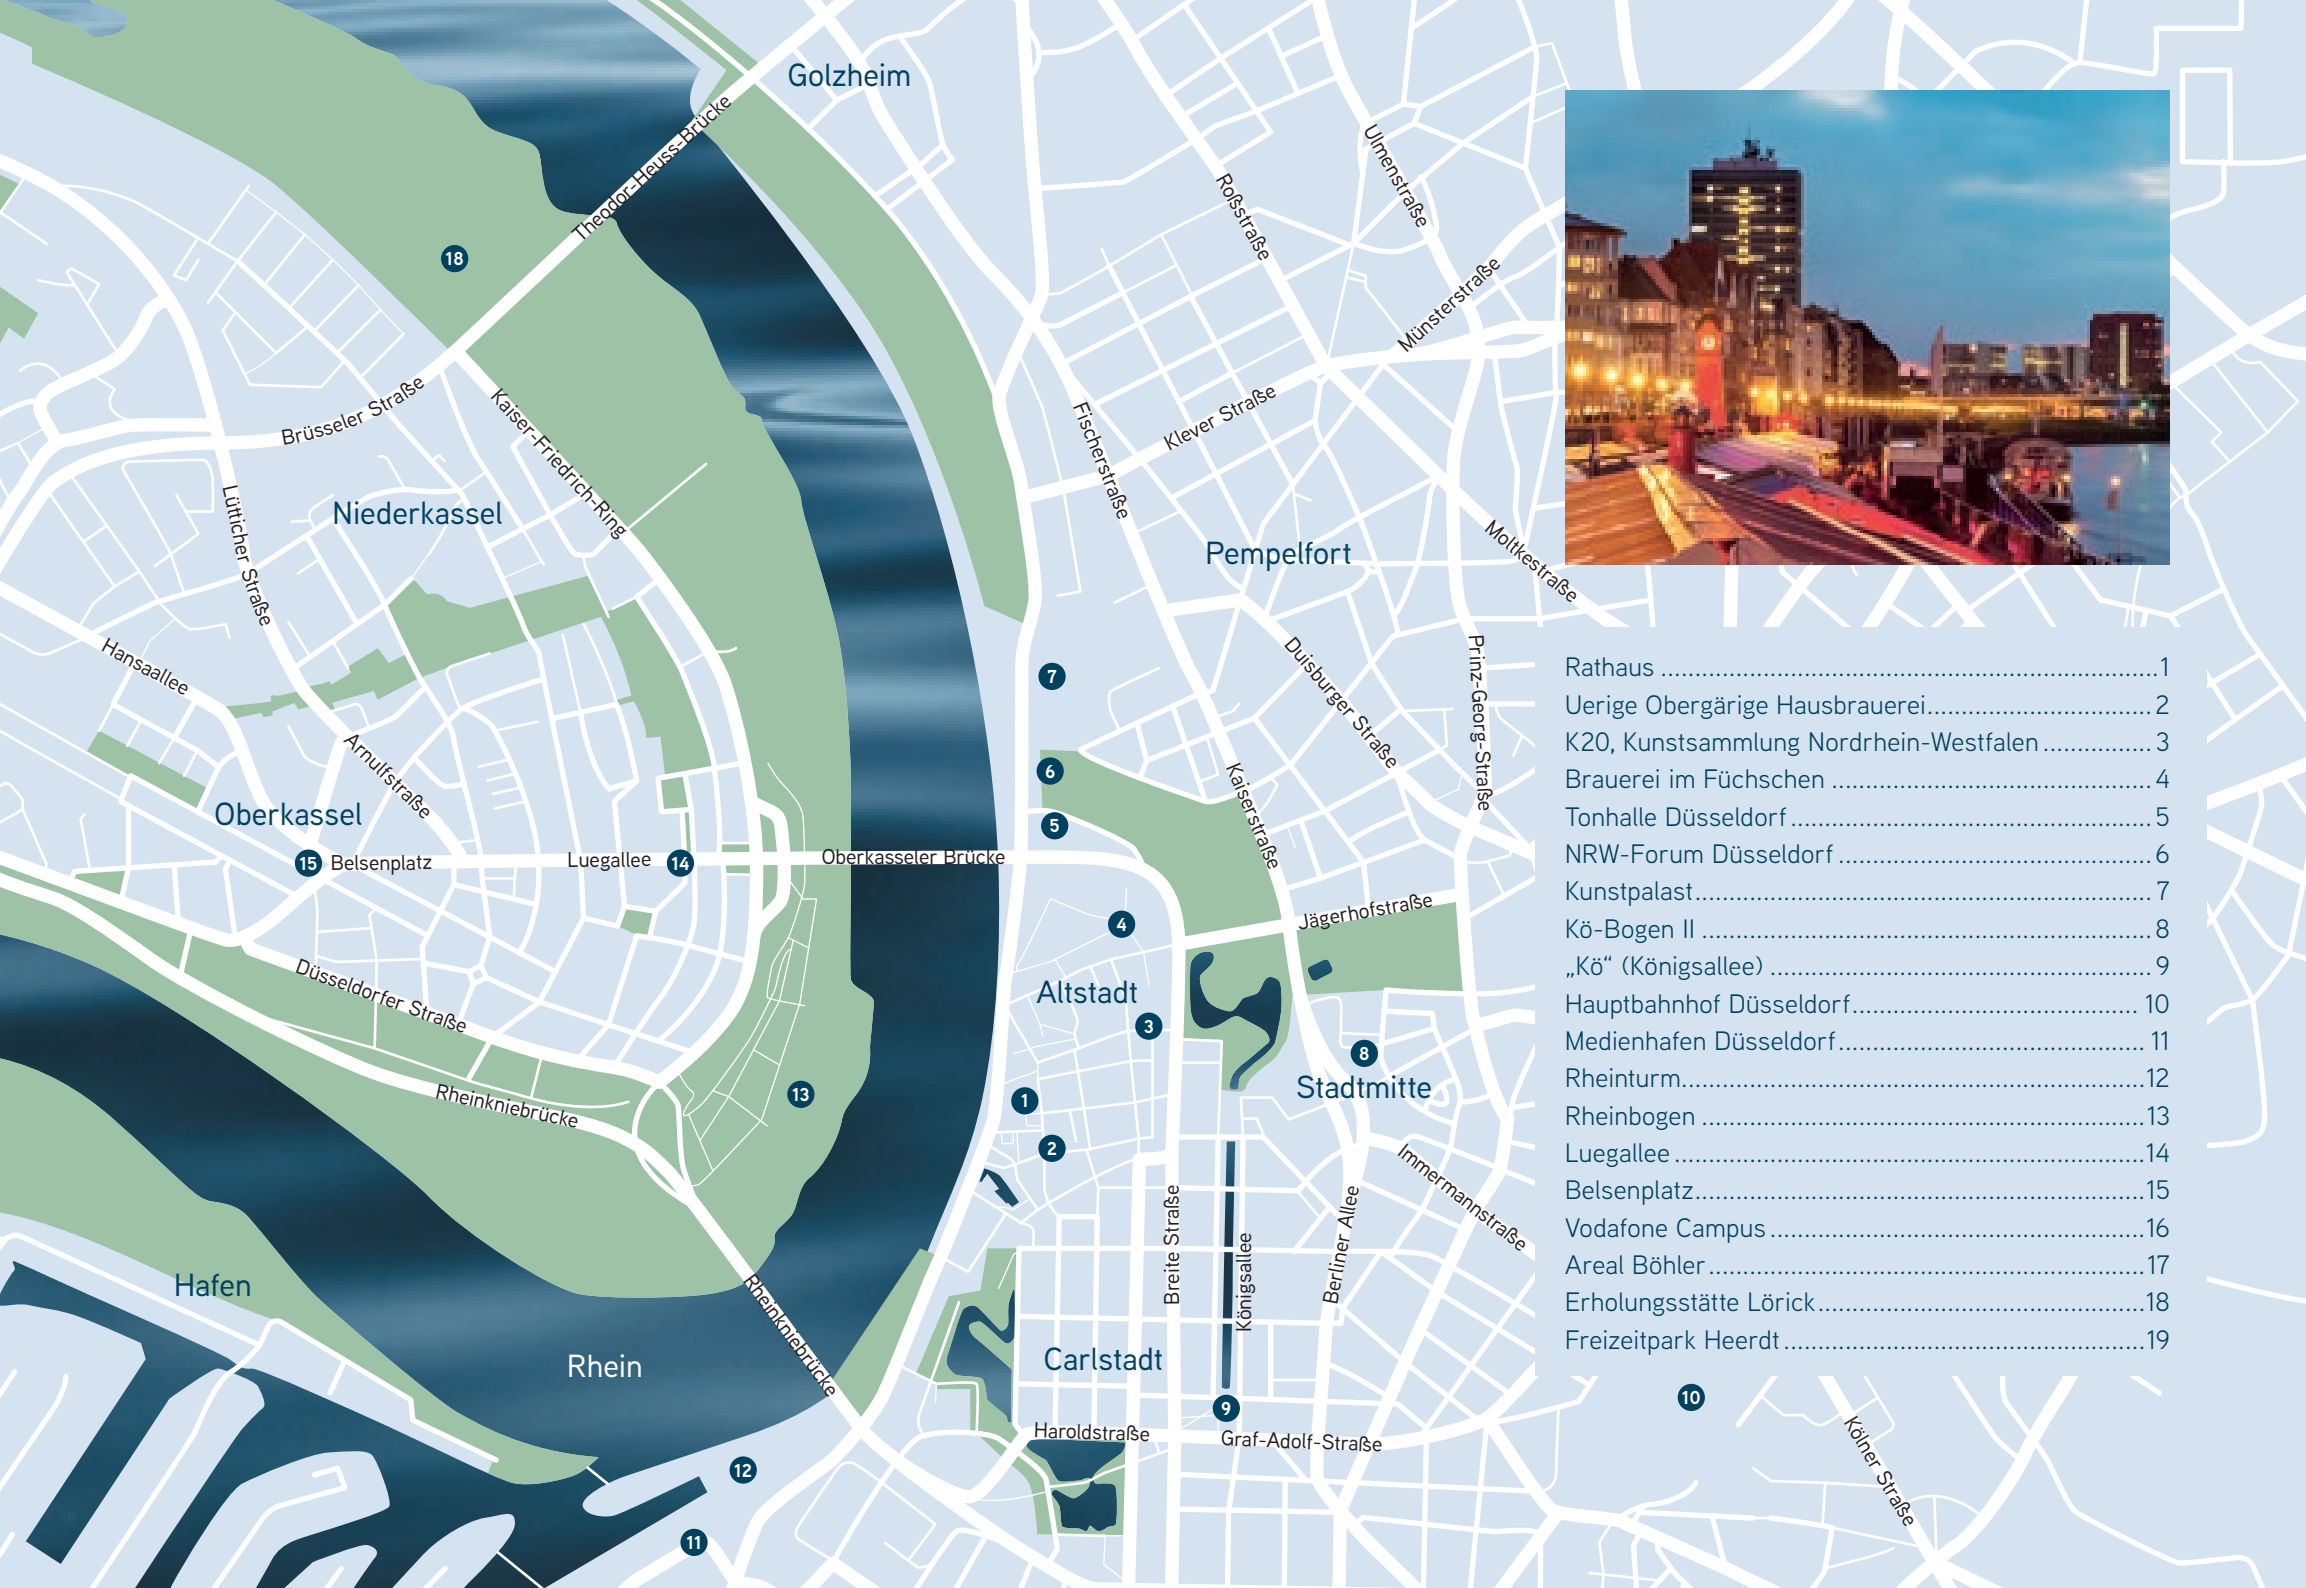 Golzheim
Theodor-Heuss-Brücke
Ulmenstraße
Roßstraße
18
Münsterstraße
Brüsseler Straße
Kaiser-Friedrich-Ring
Fischerstraße
Klever Straße
Lütticher Straße
Niederkassel
Pempelfort
Moltkestraße
Hansaallee
Duisburger Straße
Prinz-Georg-Straße
7
Arnulfstraße
6
Kaiserstraße
Oberkassel
5
15 Belsenplatz
Luegallee 14
Oberkasseler Brücke
4
Jägerhofstraße
Düsseldorfer Straße
Altstadt
3
8
Stadtmitte
Rheinkniebrücke
13
1
2
Immermannstraße
Breite Straße
Königsallee
Berliner Allee
Hafen
Rheinkniebrücke
Rhein
Carlstadt
9
Haroldstraße
Graf-Adolf-Straße
12
11
10
Kölner Straße
Rathaus ..... 1
Uerige Obergärige Hausbrauerei ..... 2
K20, Kunstsammlung Nordrhein-Westfalen ..... 3
Brauerei im Füchschen ..... 4
Tonhalle Düsseldorf ..... 5
NRW-Forum Düsseldorf ..... 6
Kunstpalast ..... 7
Kö-Bogen II ..... 8
„Kö“ (Königsallee) ..... 9
Hauptbahnhof Düsseldorf ..... 10
Medienhafen Düsseldorf ..... 11
Rheinturm ..... 12
Rheinbogen ..... 13
Luegallee ..... 14
Belsenplatz ..... 15
Vodafone Campus ..... 16
Areal Böhler ..... 17
Erholungsstätte Lörick ..... 18
Freizeitpark Heerdt ..... 19